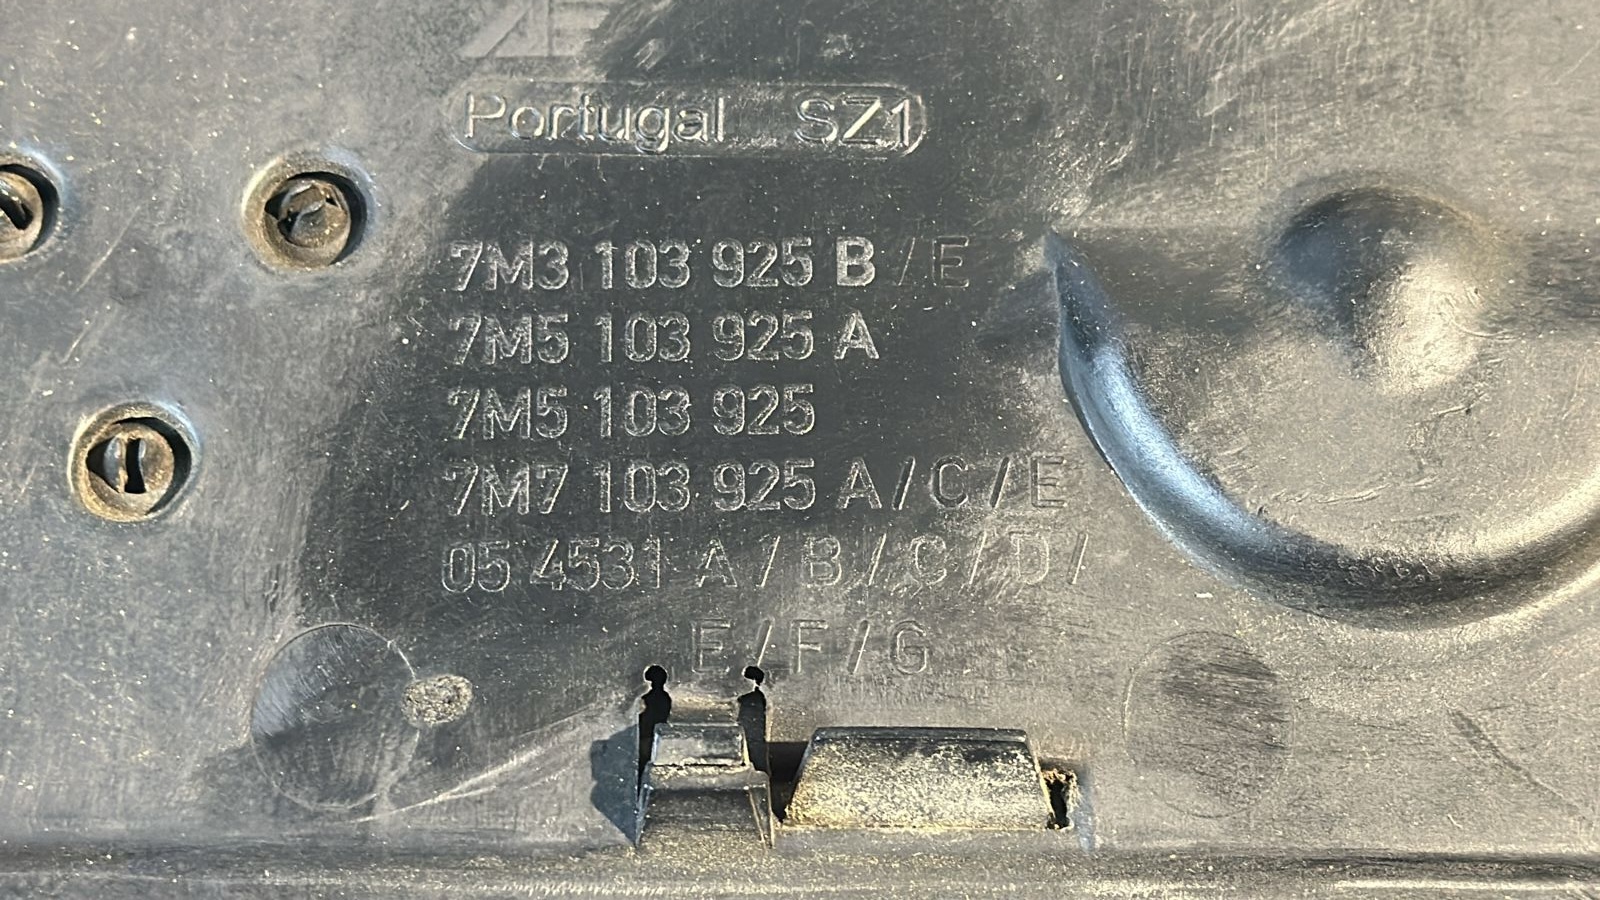 Portugal SZ1
7M3 103 925 B / E
7M5 103 925 A
7M5 103 925
7M7 103 925 A / C / E
05 4531 A / B / C / D /
E / F / G